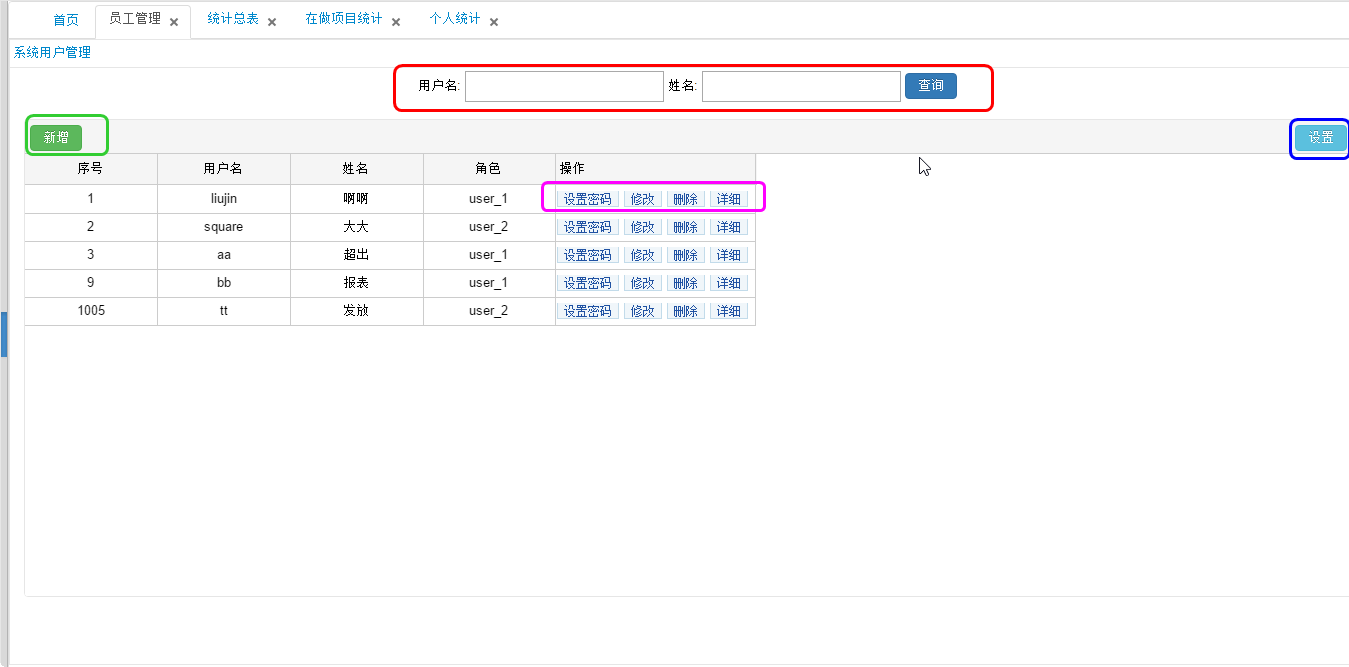 首页 员工管理 × 统计总表 × 在做项目统计 × 个人统计 ×
系统用户管理
用户名: 姓名: 查询
新增 设置
序号 用户名 姓名 角色 操作
1 liujin 啊啊 user_1 设置密码 修改 删除 详细
2 square 大大 user_2 设置密码 修改 删除 详细
3 aa 超出 user_1 设置密码 修改 删除 详细
9 bb 报表 user_1 设置密码 修改 删除 详细
1005 tt 发放 user_2 设置密码 修改 删除 详细